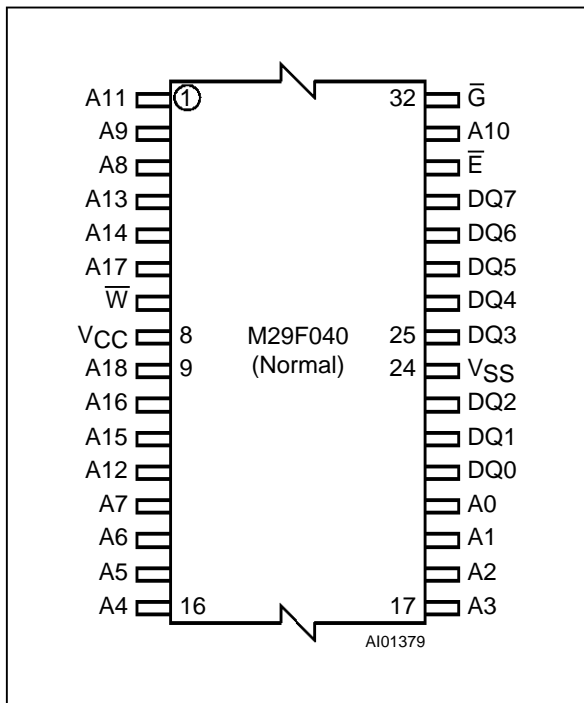 A11 1 32 G̅
A9 A10
A8 E̅
A13 DQ7
A14 DQ6
A17 DQ5
W̅ DQ4
VCC 8 M29F040 25 DQ3
A18 9 (Normal) 24 VSS
A16 DQ2
A15 DQ1
A12 DQ0
A7 A0
A6 A1
A5 A2
A4 16 17 A3
AI01379